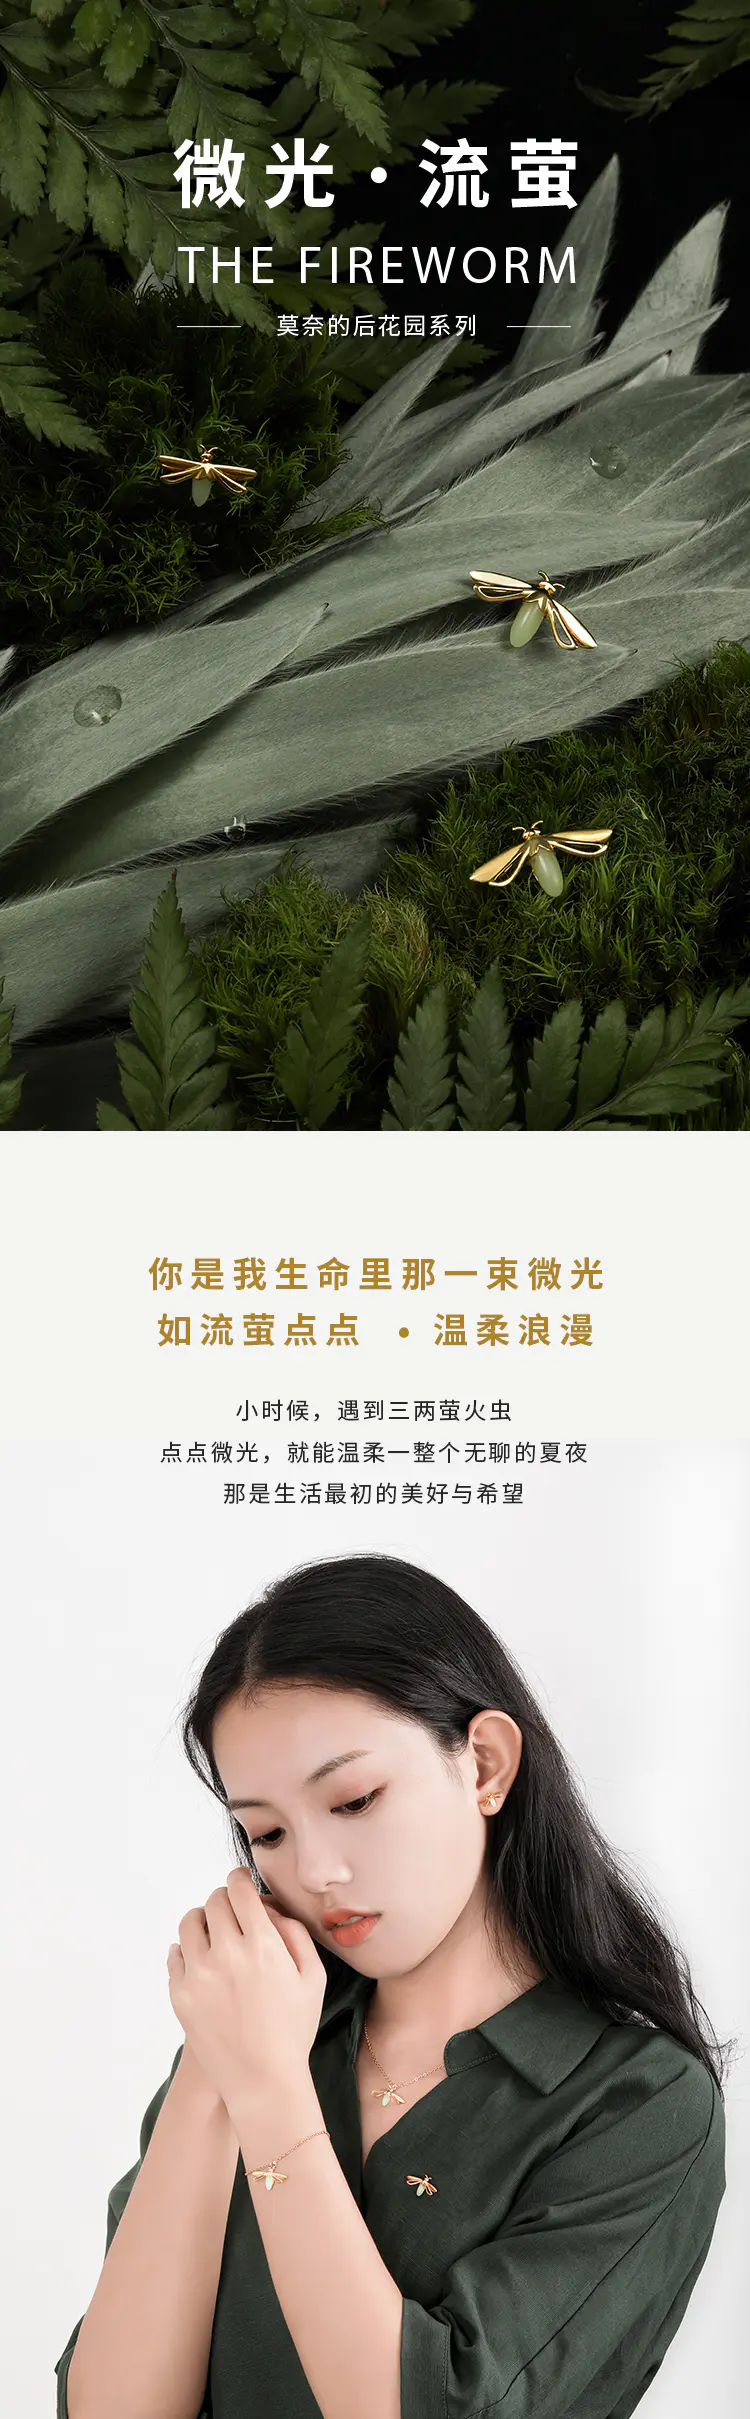 微光·流萤
THE FIREWORM
莫奈的后花园系列
你是我生命里那一束微光
如流萤点点 • 温柔浪漫
小时候，遇到三两萤火虫
点点微光，就能温柔一整个无聊的夏夜
那是生活最初的美好与希望